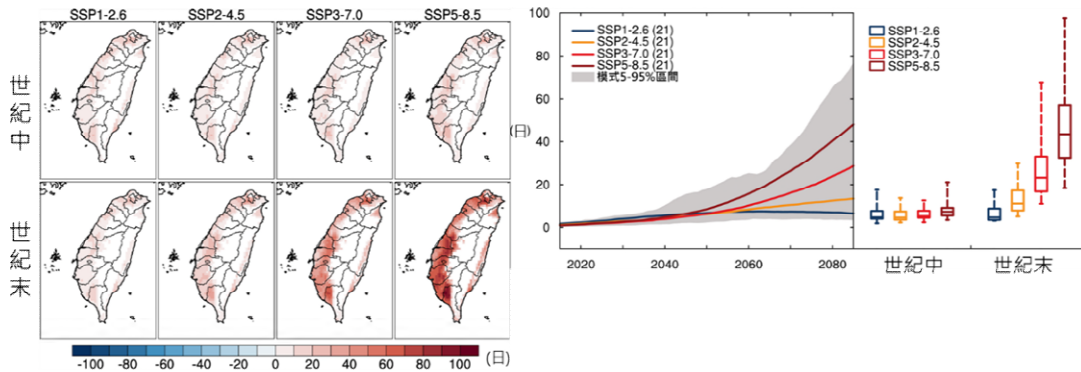 SSP1-2.6
SSP2-4.5
SSP3-7.0
SSP5-8.5
世紀中
世紀末
-100 -80 -60 -40 -20 0 20 40 60 80 100 (日)
100
80
60
40
20
0
(日)
SSP1-2.6 (21)
SSP2-4.5 (21)
SSP3-7.0 (21)
SSP5-8.5 (21)
模式5-95%區間
2020 2040 2060 2080
SSP1-2.6
SSP2-4.5
SSP3-7.0
SSP5-8.5
世紀中 世紀末